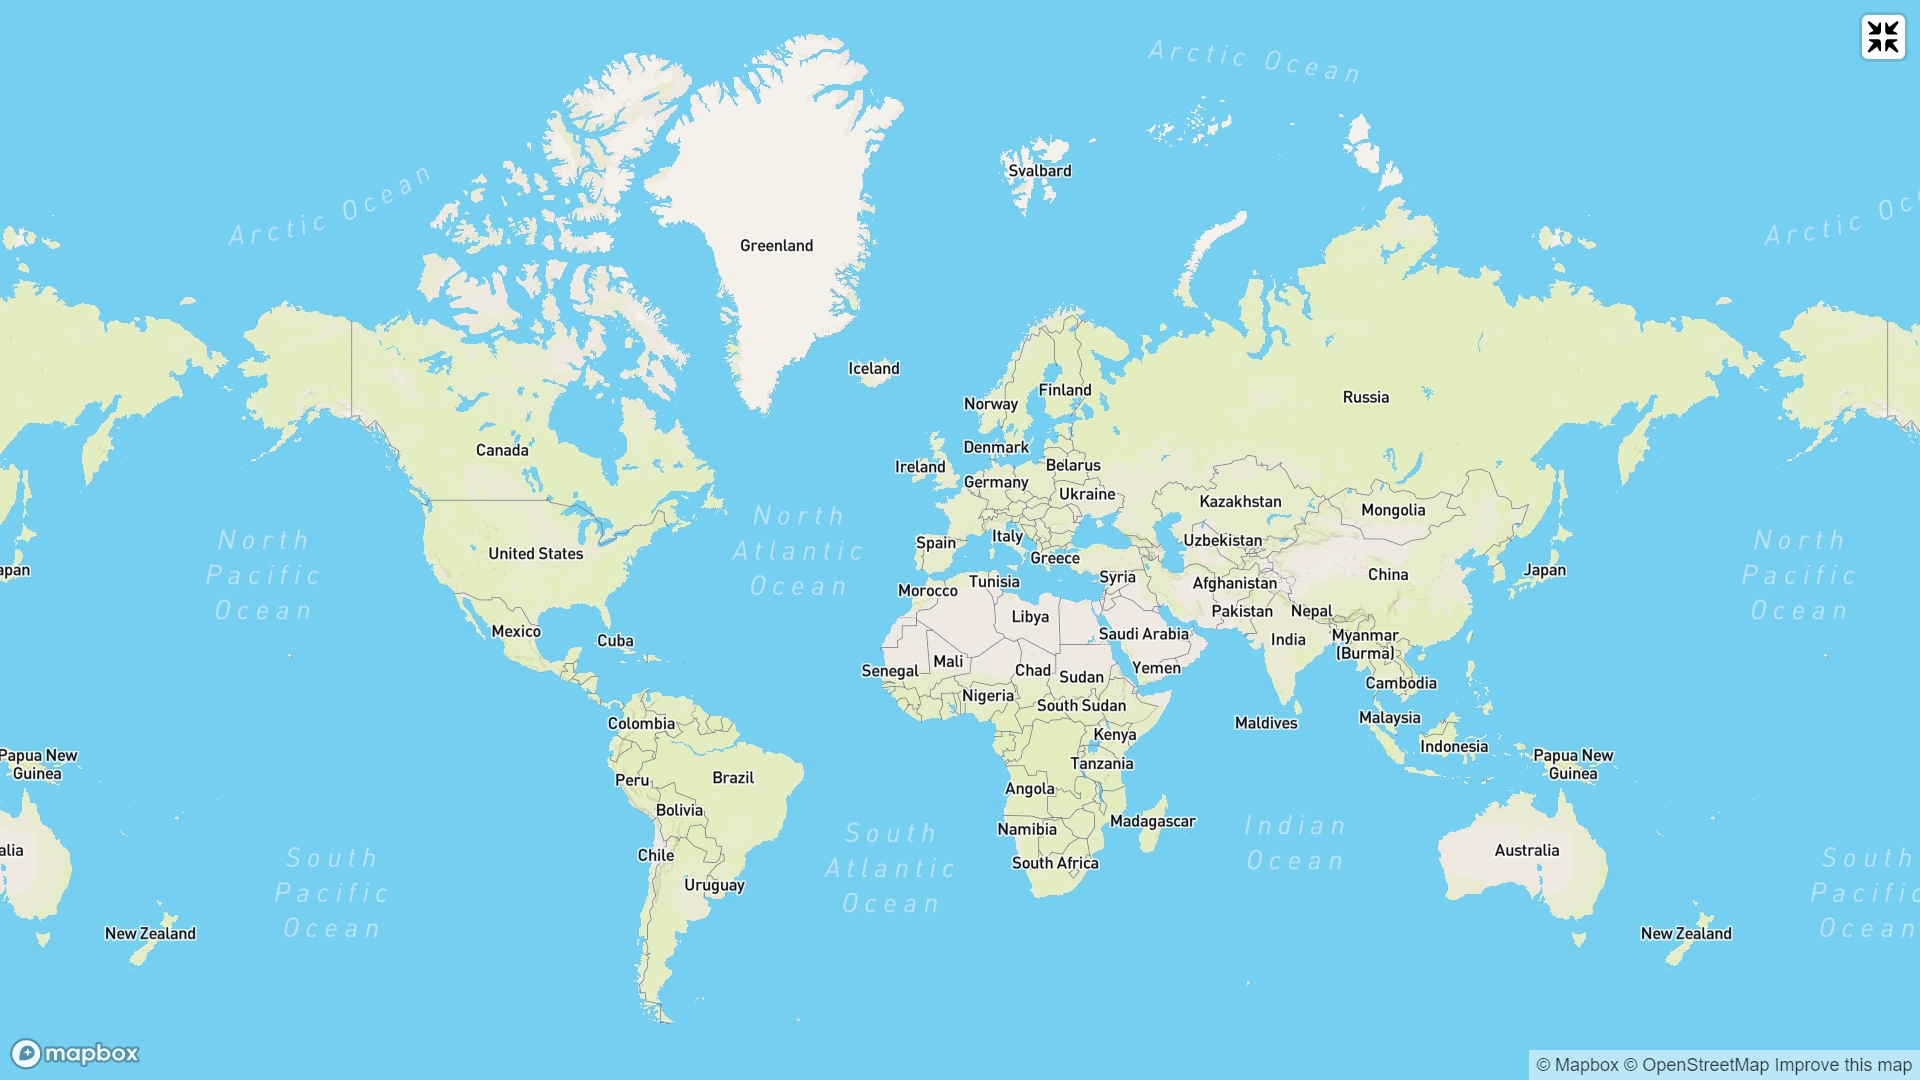 Arctic Ocean
Svalbard
Arctic Ocean
Arctic Oc
Greenland
Iceland
Finland
Russia
Norway
Canada
Denmark
Ireland
Belarus
Germany
Ukraine
Kazakhstan
Mongolia
North
Atlantic
Ocean
North
Pacific
Ocean
North
Pacific
Ocean
Italy
Spain
Uzbekistan
United States
Greece
apan
Japan
China
Syria
Tunisia
Afghanistan
Morocco
Pakistan
Nepal
Libya
Mexico
Saudi Arabia
Myanmar
(Burma)
Cuba
India
Mali
Yemen
Senegal
Chad
Sudan
Cambodia
Nigeria
South Sudan
Malaysia
Colombia
Maldives
Kenya
Indonesia
Papua New
Guinea
Papua New
Guinea
Tanzania
Brazil
Peru
Angola
Bolivia
Madagascar
Namibia
Indian
Ocean
South
Atlantic
Ocean
alia
Australia
Chile
South
Pacific
Ocean
South
Pacific
Ocean
South Africa
Uruguay
New Zealand
New Zealand
mapbox
© Mapbox © OpenStreetMap Improve this map